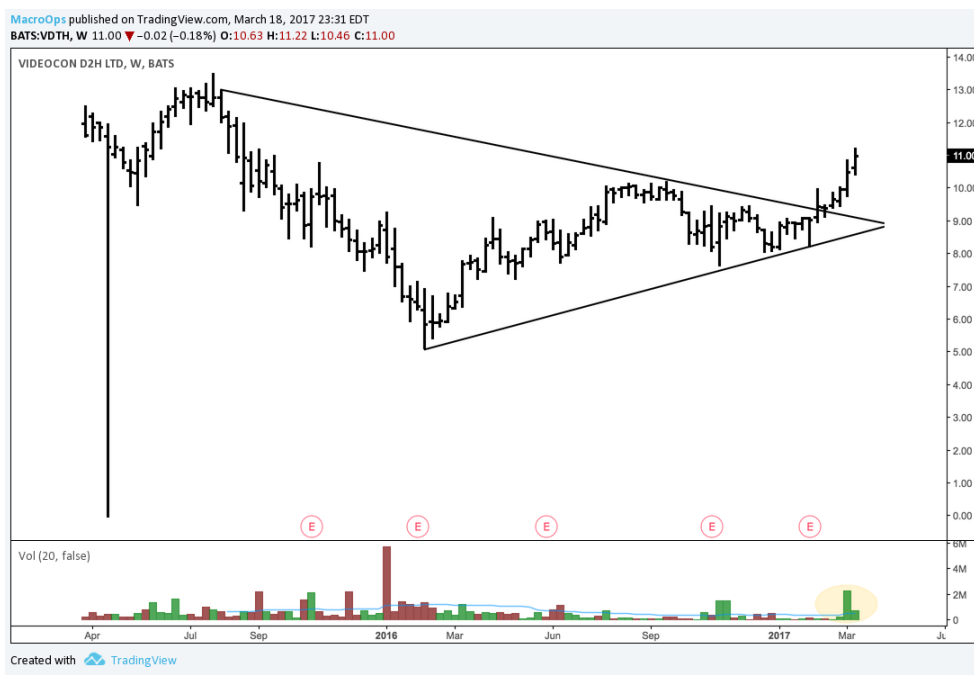 MacroOps published on TradingView.com, March 18, 2017 23:31 EDT
BATS:VDTH, W 11.00 ▼ −0.02 (−0.18%) O:10.63 H:11.22 L:10.46 C:11.00
VIDEOCON D2H LTD, W, BATS
14.00
13.00
12.00
11.00
10.00
9.00
8.00
7.00
6.00
5.00
4.00
3.00
2.00
1.00
0.00
E E E E E
Vol (20, false)
6M
4M
2M
0
Apr Jul Sep 2016 Mar Jun Sep 2017 Mar
Created with TradingView